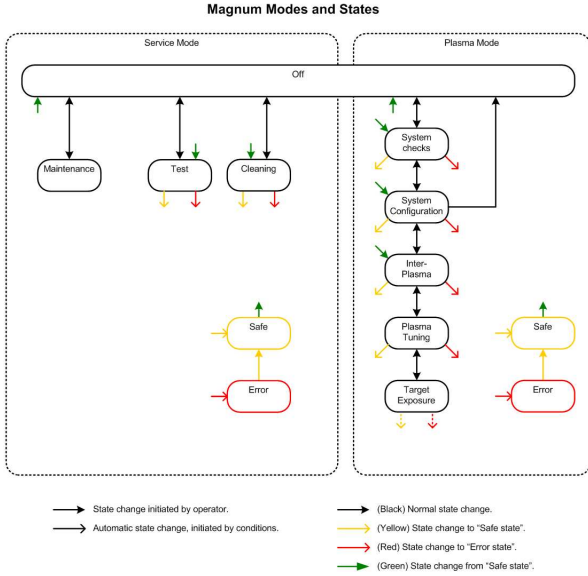 Magnum Modes and States
Service Mode
Plasma Mode
Off
Maintenance
Test
Cleaning
System
checks
System
Configuration
Inter-
Plasma
Plasma
Tuning
Target
Exposure
Safe
Error
Safe
Error
State change initiated by operator.
Automatic state change, initiated by conditions.
(Black) Normal state change.
(Yellow) State change to “Safe state”.
(Red) State change to “Error state”.
(Green) State change from “Safe state”.